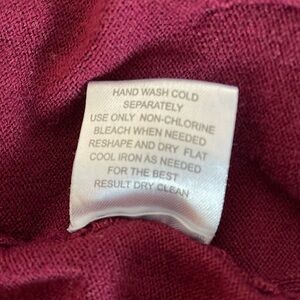 HAND WASH COLD
SEPARATELY
USE ONLY NON-CHLORINE
BLEACH WHEN NEEDED
RESHAPE AND DRY FLAT
COOL IRON AS NEEDED
FOR THE BEST
RESULT DRY CLEAN